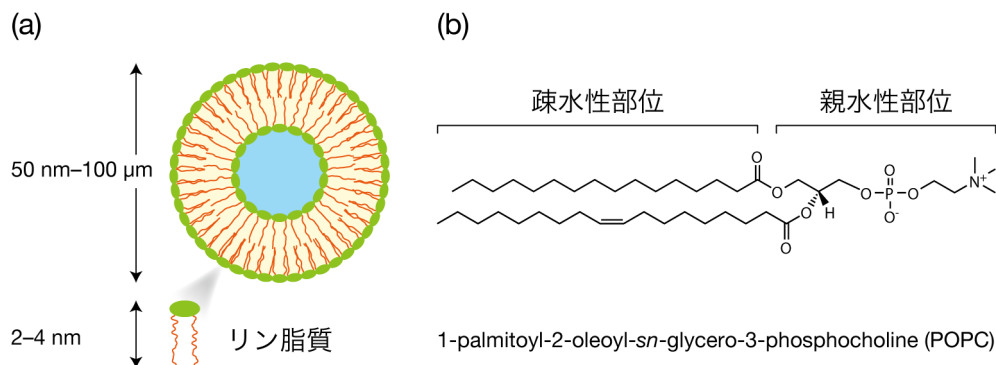 (a)
50 nm–100 µm
2–4 nm
リン脂質
(b)
疎水性部位
親水性部位
O
O
O
O
H
O
O
P
O
O-
N+
1-palmitoyl-2-oleoyl-sn-glycero-3-phosphocholine (POPC)